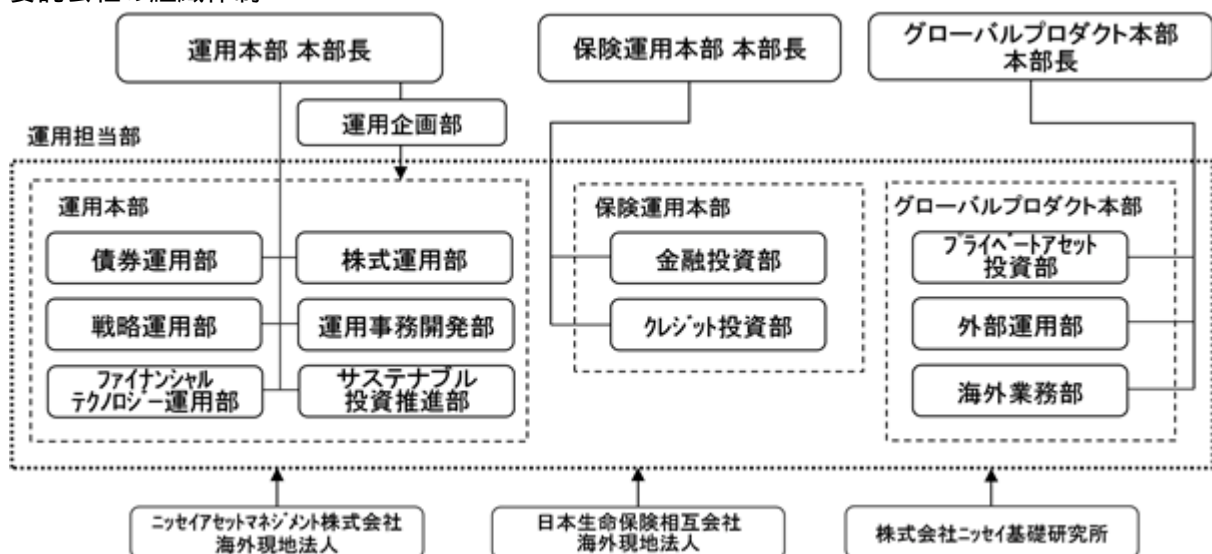 運用本部 本部長
保険運用本部 本部長
グローバルプロダクト本部
本部長
運用企画部
運用担当部
運用本部
債券運用部
株式運用部
戦略運用部
運用事務開発部
ファイナンシャル
テクノロジー運用部
サステナブル
投資推進部
保険運用本部
金融投資部
クレジット投資部
グローバルプロダクト本部
プライベートアセット
投資部
外部運用部
海外業務部
ニッセイアセットマネジメント株式会社
海外現地法人
日本生命保険相互会社
海外現地法人
株式会社ニッセイ基礎研究所